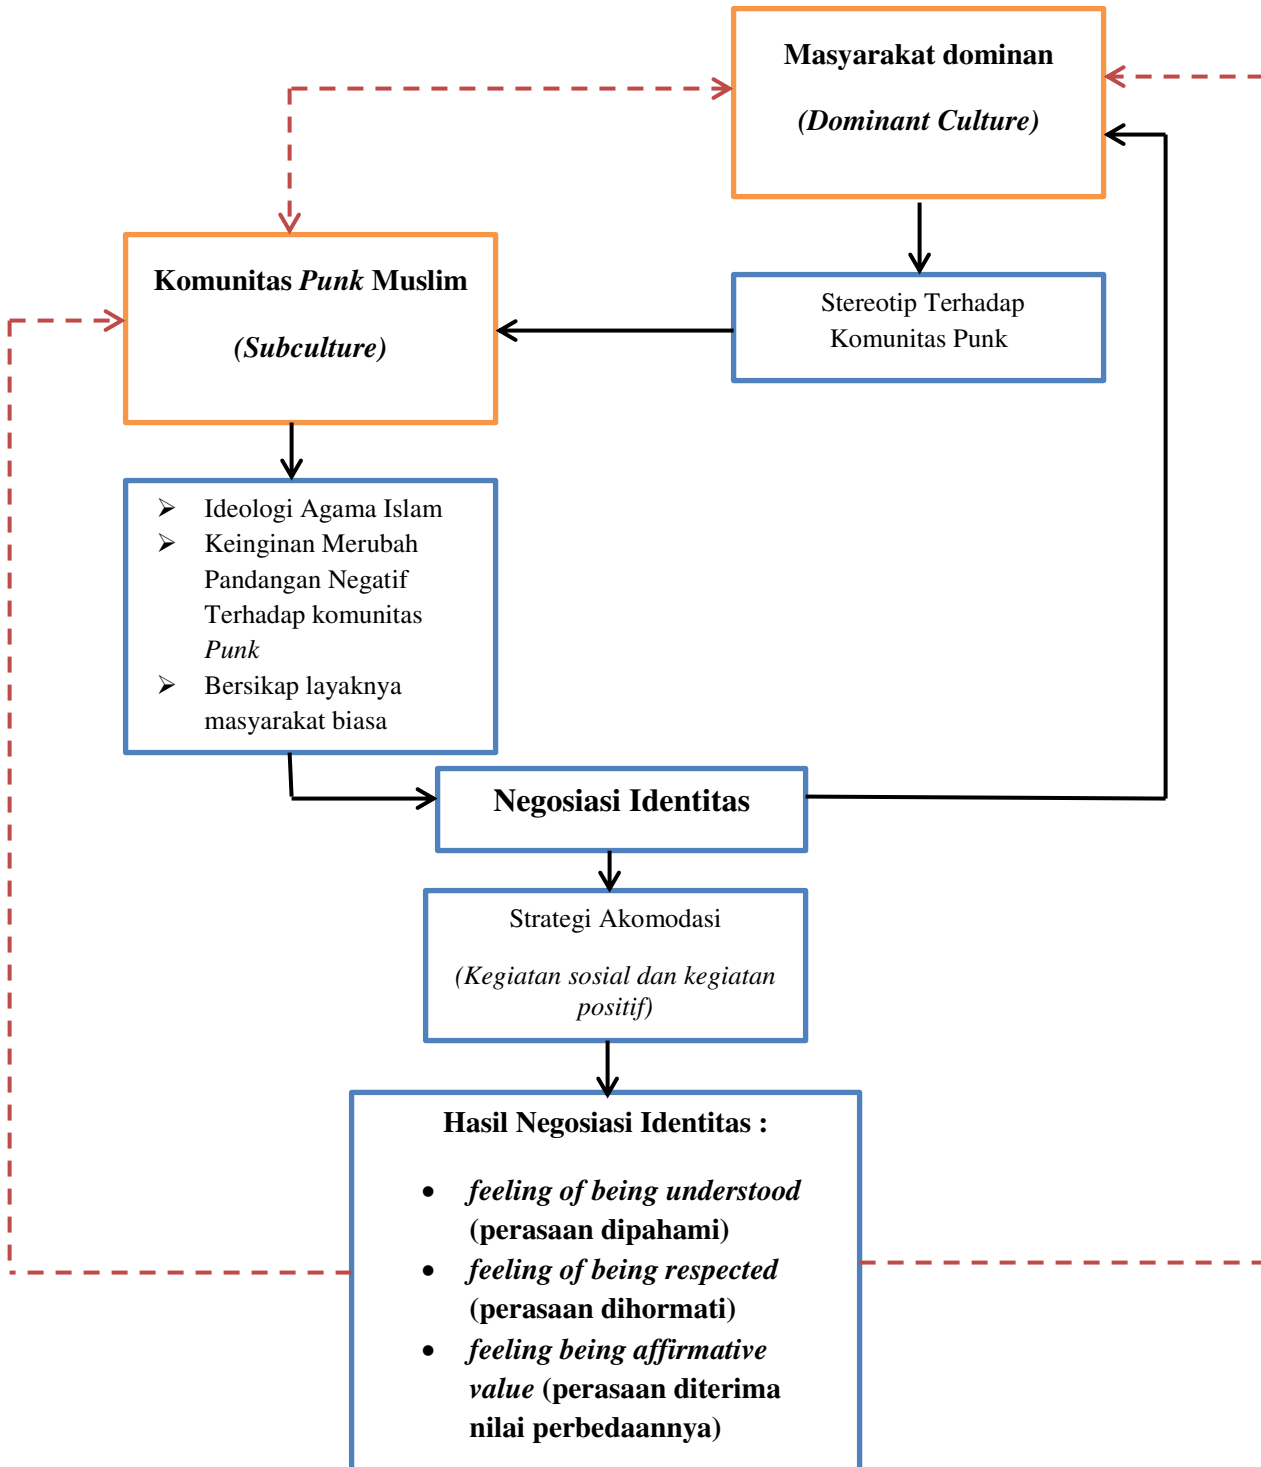 Masyarakat dominan
(Dominant Culture)
Komunitas Punk Muslim
(Subculture)
Stereotip Terhadap
Komunitas Punk
➢ Ideologi Agama Islam
➢ Keinginan Merubah
Pandangan Negatif
Terhadap komunitas
Punk
➢ Bersikap layaknya
masyarakat biasa
Negosiasi Identitas
Strategi Akomodasi
(Kegiatan sosial dan kegiatan
positif)
Hasil Negosiasi Identitas :
• feeling of being understood
(perasaan dipahami)
• feeling of being respected
(perasaan dihormati)
• feeling being affirmative
value (perasaan diterima
nilai perbedaannya)